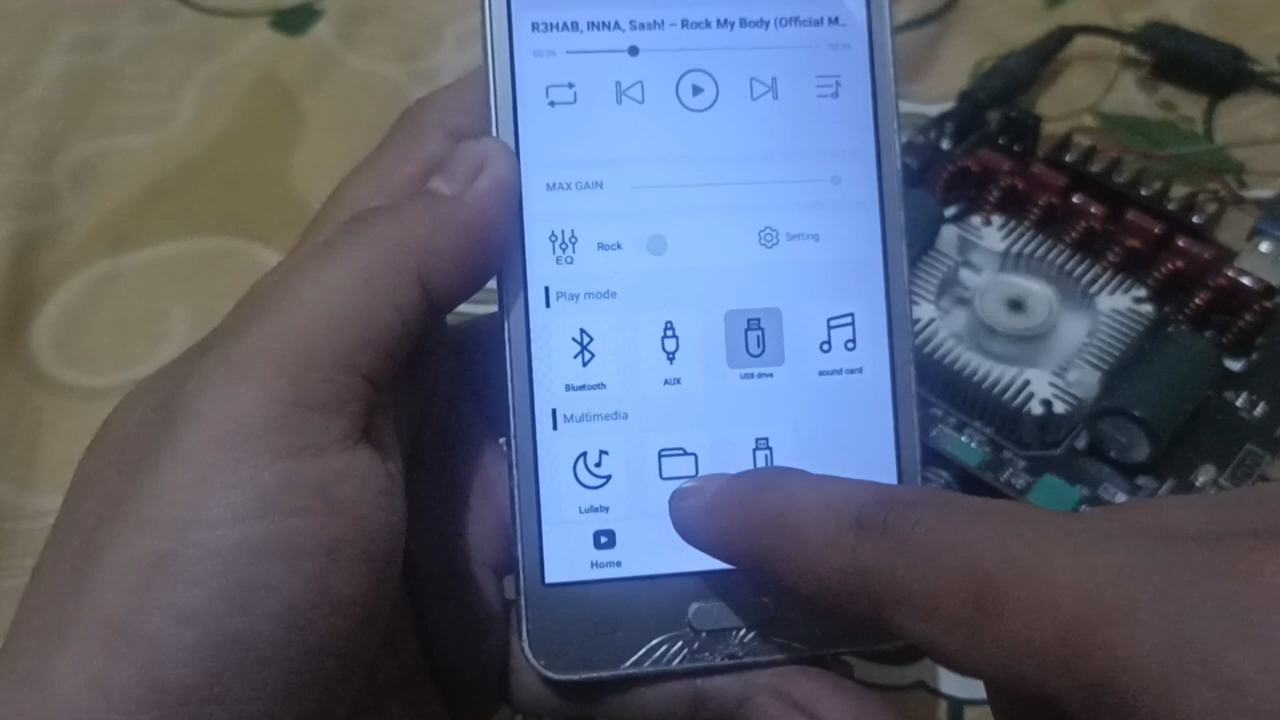 R3HAB, INNA, Sash! – Rock My Body (Official M..
MAX GAIN
EQ
Rock
Setting
Play mode
Bluetooth
AUX
USB drive
sound card
Multimedia
Lullaby
Home